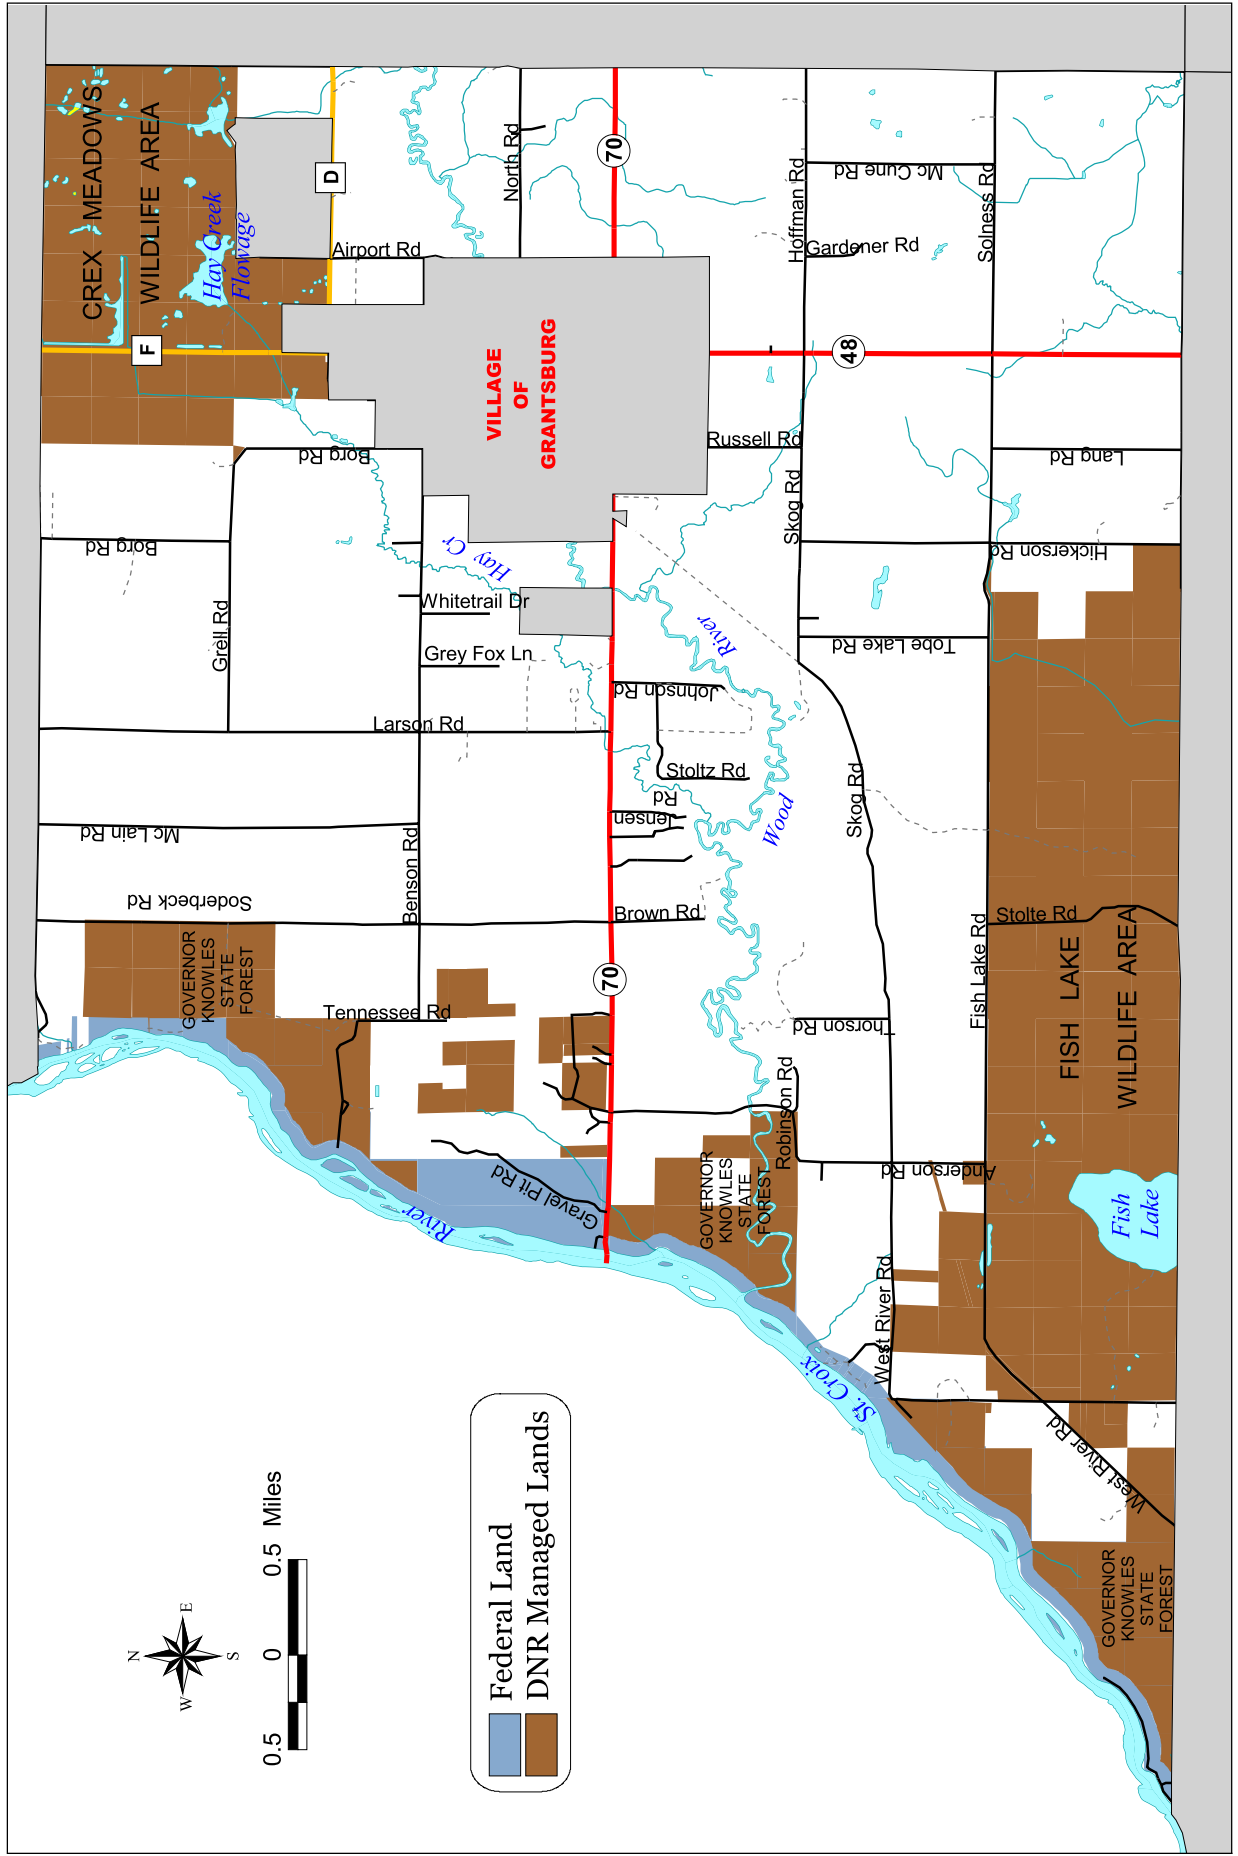 CREX MEADOWS
WILDLIFE AREA
Hay Creek
Flowage
D
F
North Rd
70
Airport Rd
Hoffman Rd
Mc Cune Rd
Gardener Rd
Solness Rd
VILLAGE
OF
GRANTSBURG
48
Russell Rd
Skog Rd
Lang Rd
Borg Rd
Borg Rd
Hay Cr
Hickerson Rd
Whitetrail Dr
Grell Rd
Grey Fox Ln
River
Tobe Lake Rd
Johnson Rd
Larson Rd
Stoltz Rd
Jensen
Rd
Wood
Skog Rd
Mc Lain Rd
Benson Rd
Soderbeck Rd
Brown Rd
Stolte Rd
Fish Lake Rd
FISH LAKE
WILDLIFE AREA
GOVERNOR
KNOWLES
STATE
FOREST
70
Tennessee Rd
Thorson Rd
Robinson Rd
Anderson Rd
Gravel Pit Rd
GOVERNOR
KNOWLES
STATE
FOREST
Fish
Lake
River
West River Rd
St. Croix
West River Rd
GOVERNOR
KNOWLES
STATE
FOREST
N
E
S
W
0.5 0 0.5 Miles
Federal Land
DNR Managed Lands